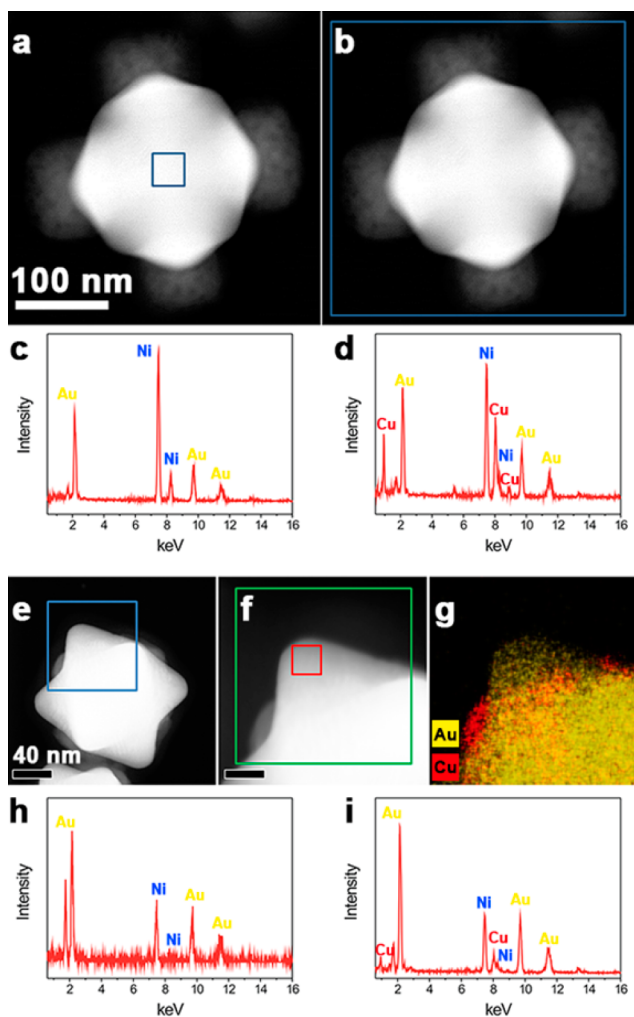 a
b
100 nm
c
Ni
Au
Ni
Au
Au
Intensity
2 4 6 8 10 12 14 16
keV
d
Ni
Au
Cu
Cu
Ni
Cu
Au
Au
Intensity
2 4 6 8 10 12 14 16
keV
e
40 nm
f
g
Au
Cu
h
Au
Ni
Ni
Au
Au
Intensity
2 4 6 8 10 12 14 16
keV
i
Au
Cu
Ni
Cu
Ni
Au
Au
Intensity
2 4 6 8 10 12 14 16
keV